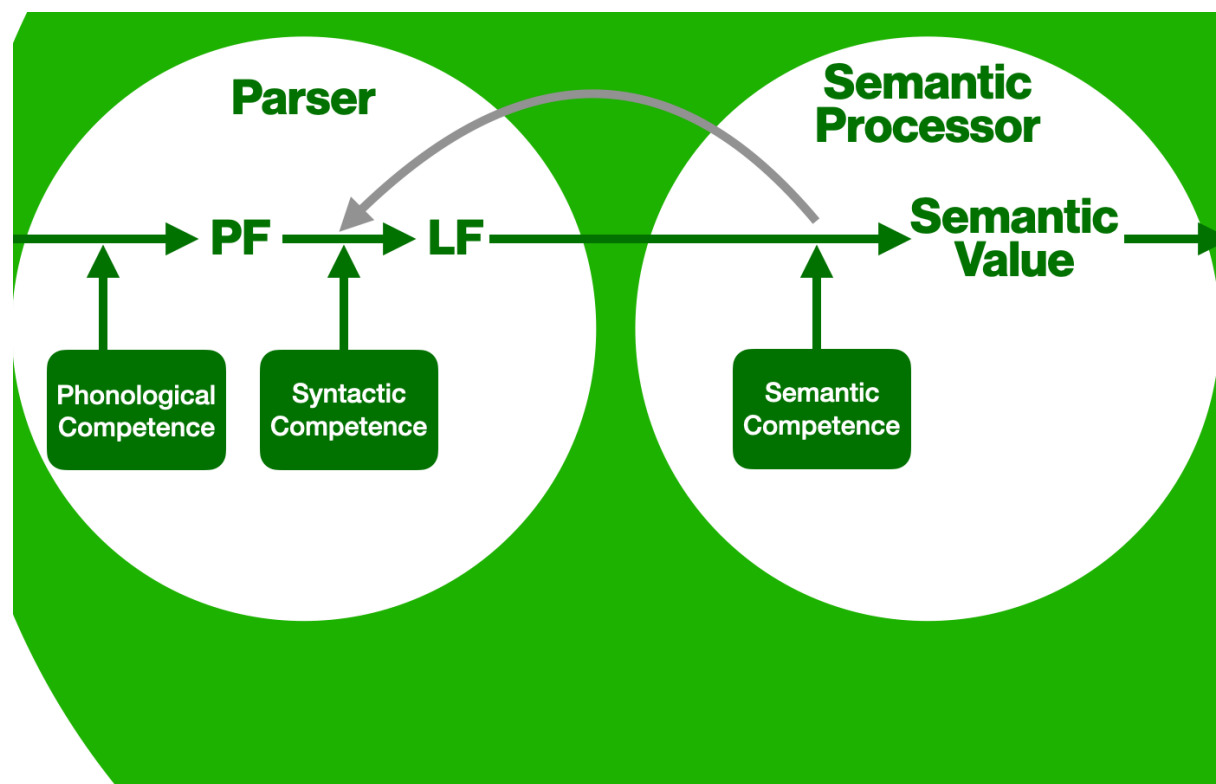 Parser
Semantic
Processor
PF
LF
Semantic
Value
Phonological
Competence
Syntactic
Competence
Semantic
Competence